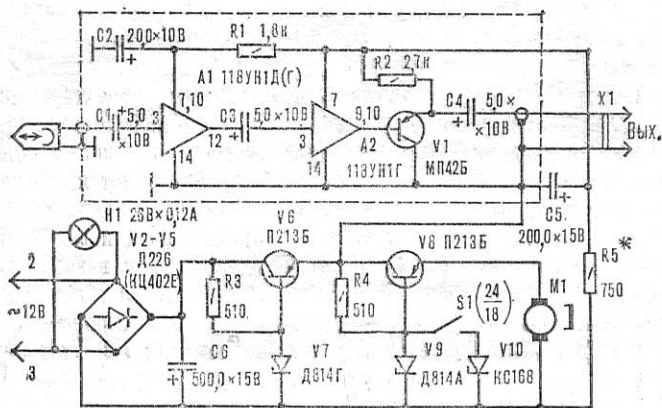 C2 200,0×10В
R1 1,8к
R2 2,7к
A1 118УН1Д(Г)
C1 5,0 ×10В
3
7,10
14
12
C3 5,0×10В
3
7
14
9,10
A2
118УН1Г
V1
МП42Б
C4 5,0×
×10В
X1
Вых.
C5
200,0×15В
R5*
750
H1 26В×0,12А
V2-V5
Д226
(КЦ402Е)
2
≈12В
3
V6
П213Б
V8 П213Б
R3
510
R4
510
S1 (24/18)
M1
C6
500,0×15В
V7
Д814Г
V9
Д814А
V10
КС168